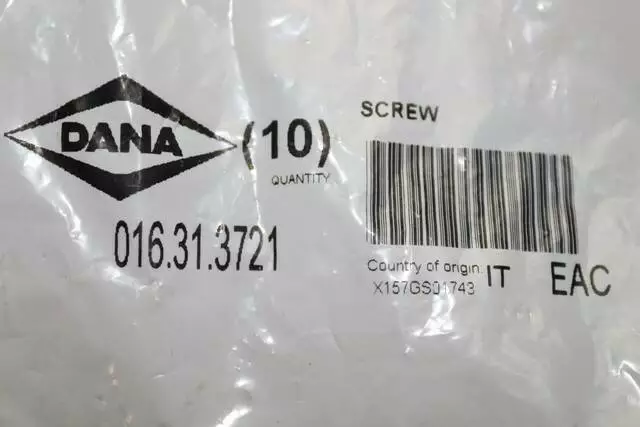 DANA
(10)
QUANTITY
016.31.3721
SCREW
Country of origin: IT
X157GS01743
EAC